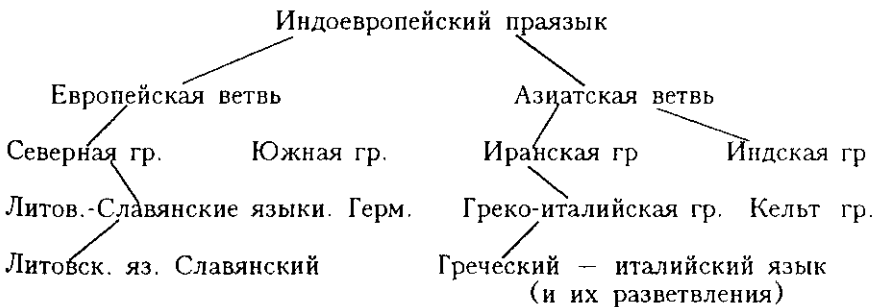 Индоевропейский праязык
Европейская ветвь Азиатская ветвь
Северная гр. Южная гр. Иранская гр Индская гр
Литов.-Славянские языки. Герм. Греко-италийская гр. Кельт гр.
Литовск. яз. Славянский Греческий — италийский язык
(и их разветвления)